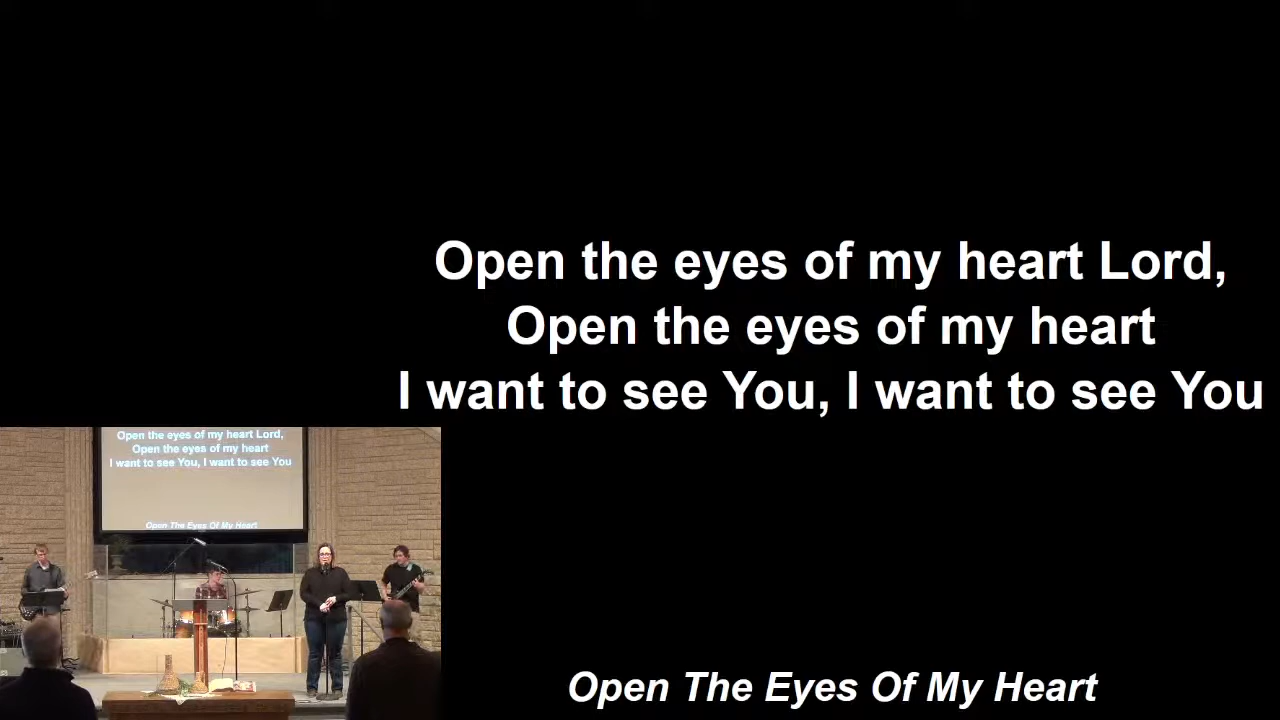 Open the eyes of my heart Lord,
Open the eyes of my heart
I want to see You, I want to see You
Open The Eyes Of My Heart
Open the eyes of my heart Lord,
Open the eyes of my heart
I want to see You, I want to see You
Open The Eyes Of My Heart